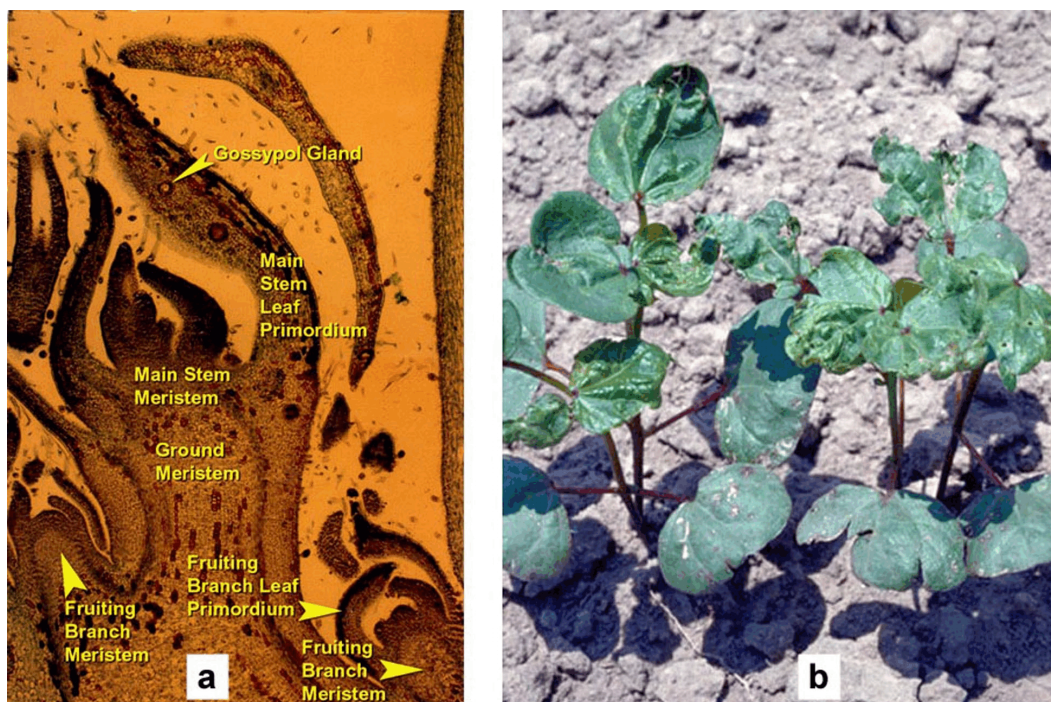 Gossypol Gland
Main
Stem
Leaf
Primordium
Main Stem
Meristem
Ground
Meristem
Fruiting
Branch Leaf
Primordium
Fruiting
Branch
Meristem
Fruiting
Branch
Meristem
a
b